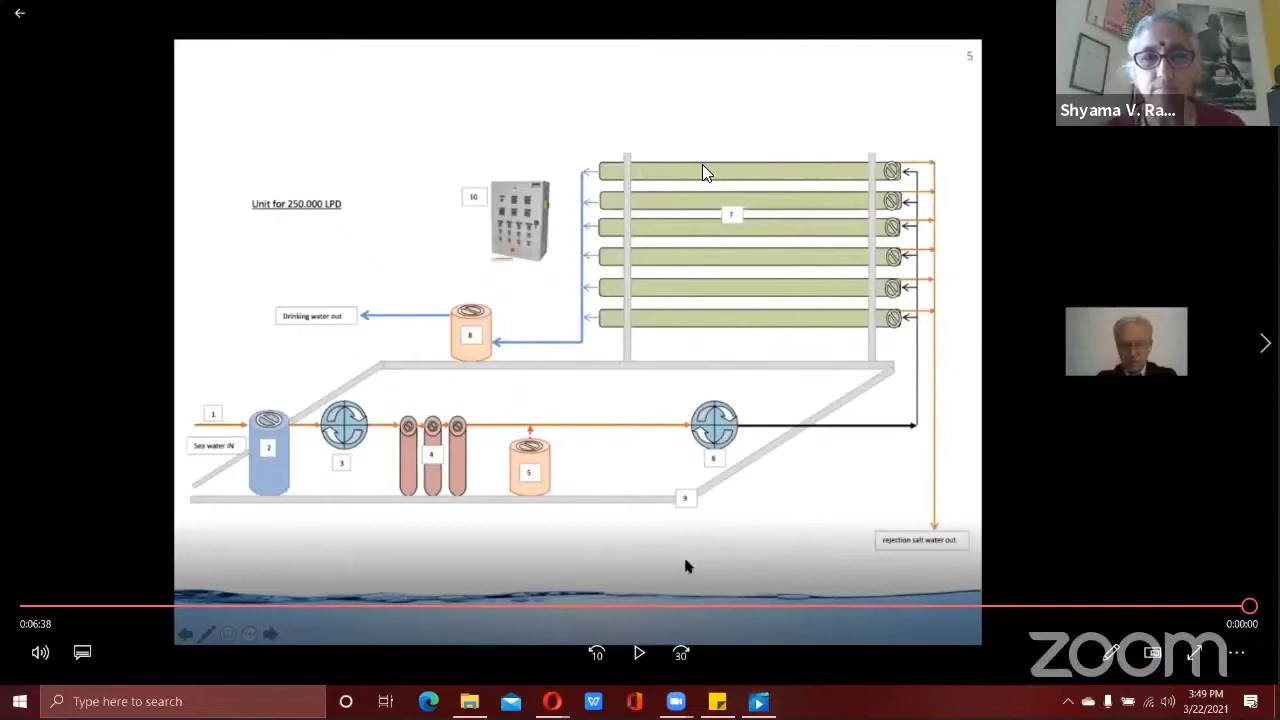 5
Shyama V. Ra...
Unit for 250.000 LPD
10
7
Drinking water out
8
1
Sea water IN
2
3
4
5
6
9
rejection salt water out
0:06:38
0:00:00
10
30
zoom
Type here to search
3:49 PM
3/22/2021